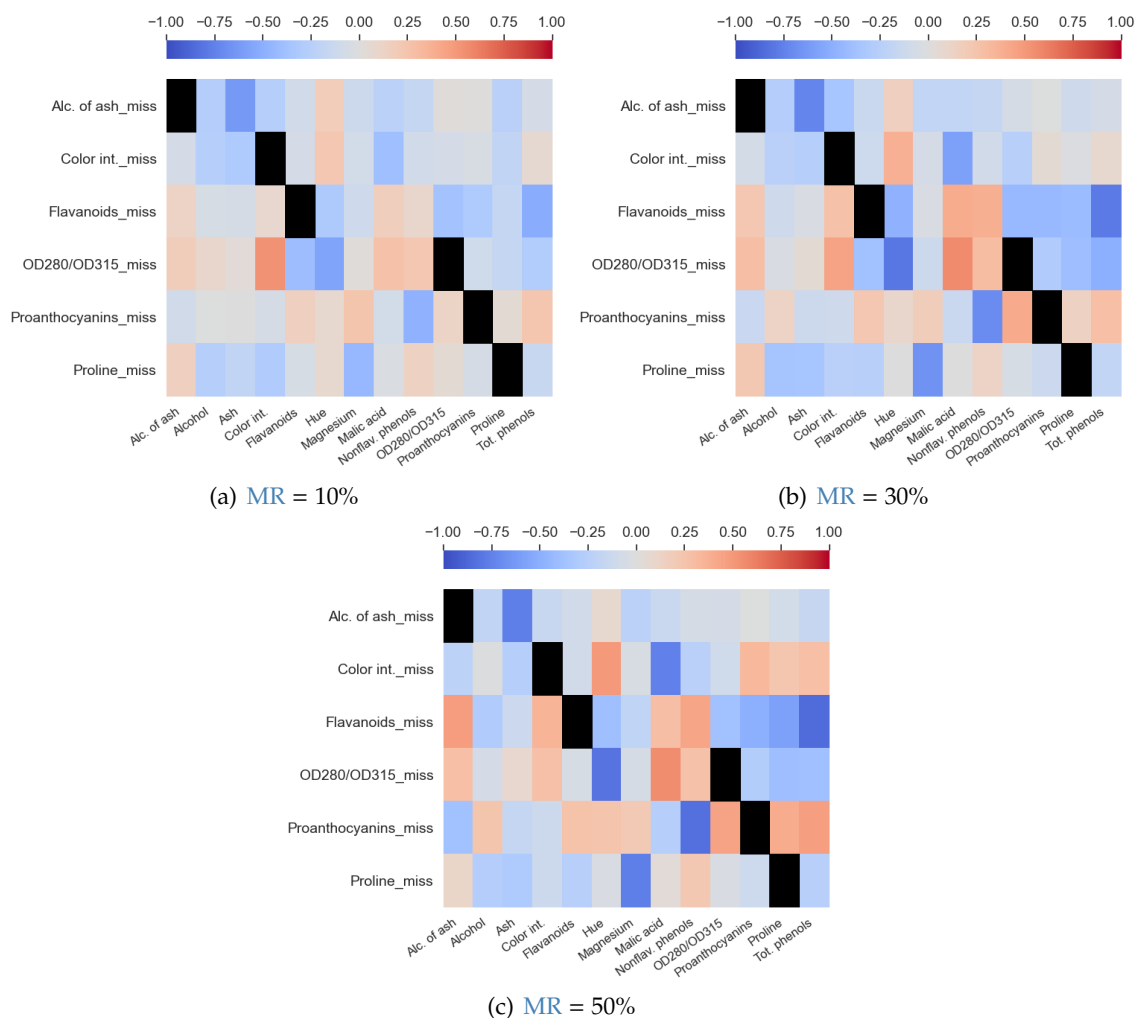 −1.00 −0.75 −0.50 −0.25 0.00 0.25 0.50 0.75 1.00
Alc. of ash_miss
Color int._miss
Flavanoids_miss
OD280/OD315_miss
Proanthocyanins_miss
Proline_miss
Alc. of ash
Alcohol
Ash
Color int.
Flavanoids
Hue
Magnesium
Malic acid
Nonflav. phenols
OD280/OD315
Proanthocyanins
Proline
Tot. phenols
(a) MR = 10%
−1.00 −0.75 −0.50 −0.25 0.00 0.25 0.50 0.75 1.00
Alc. of ash_miss
Color int._miss
Flavanoids_miss
OD280/OD315_miss
Proanthocyanins_miss
Proline_miss
Alc. of ash
Alcohol
Ash
Color int.
Flavanoids
Hue
Magnesium
Malic acid
Nonflav. phenols
OD280/OD315
Proanthocyanins
Proline
Tot. phenols
(b) MR = 30%
−1.00 −0.75 −0.50 −0.25 0.00 0.25 0.50 0.75 1.00
Alc. of ash_miss
Color int._miss
Flavanoids_miss
OD280/OD315_miss
Proanthocyanins_miss
Proline_miss
Alc. of ash
Alcohol
Ash
Color int.
Flavanoids
Hue
Magnesium
Malic acid
Nonflav. phenols
OD280/OD315
Proanthocyanins
Proline
Tot. phenols
(c) MR = 50%